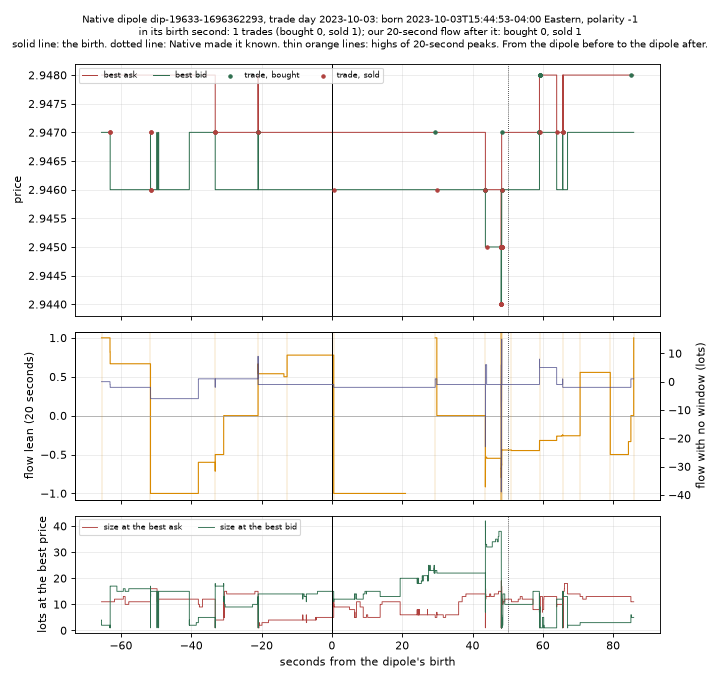 Native dipole dip-19633-1696362293, trade day 2023-10-03: born 2023-10-03T15:44:53-04:00 Eastern, polarity -1
in its birth second: 1 trades (bought 0, sold 1); our 20-second flow after it: bought 0, sold 1
solid line: the birth. dotted line: Native made it known. thin orange lines: highs of 20-second peaks. From the dipole before to the dipole after.
best ask
best bid
trade, bought
trade, sold
price
2.9480
2.9475
2.9470
2.9465
2.9460
2.9455
2.9450
2.9445
2.9440
flow lean (20 seconds)
1.0
0.5
0.0
−0.5
−1.0
10
0
−10
−20
−30
−40
flow with no window (lots)
size at the best ask
size at the best bid
lots at the best price
40
30
20
10
0
−60
−40
−20
0
20
40
60
80
seconds from the dipole's birth